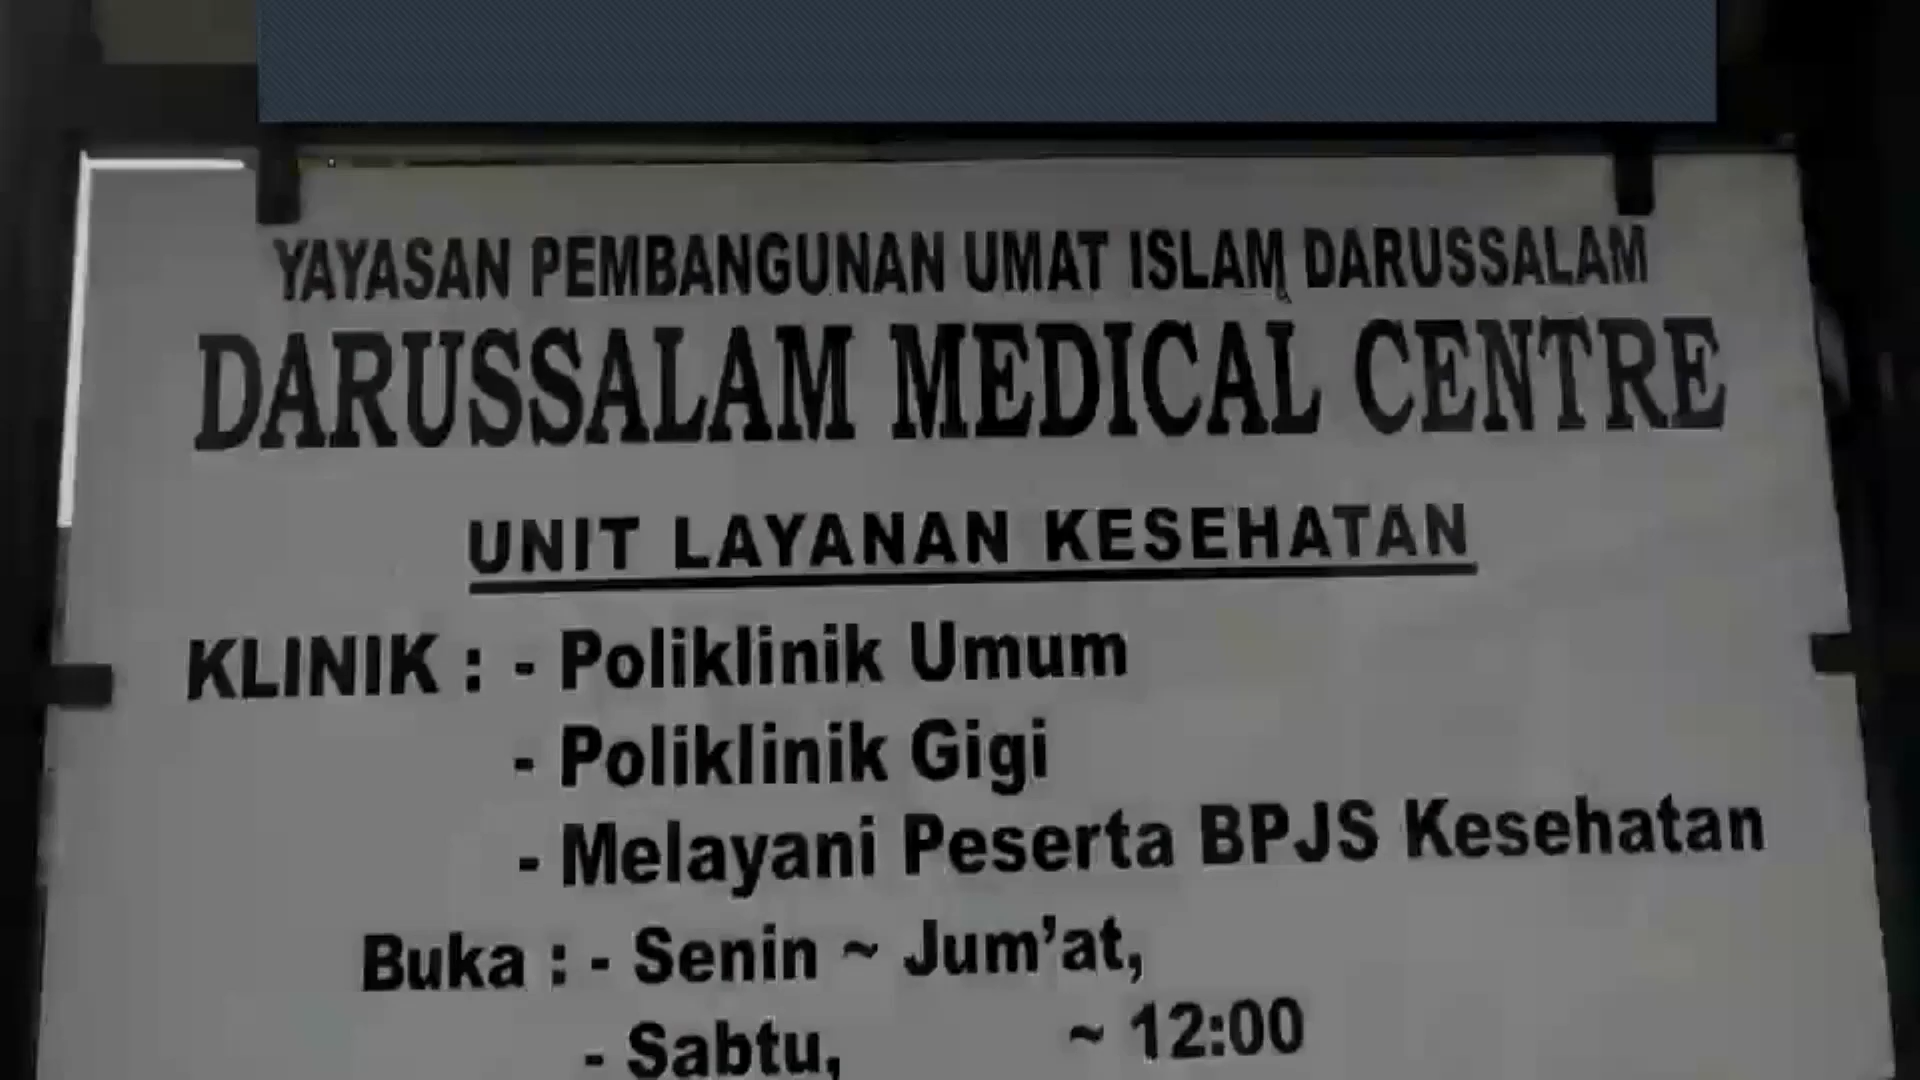 YAYASAN PEMBANGUNAN UMAT ISLAM DARUSSALAM
DARUSSALAM MEDICAL CENTRE
UNIT LAYANAN KESEHATAN
KLINIK : - Poliklinik Umum
- Poliklinik Gigi
- Melayani Peserta BPJS Kesehatan
Buka : - Senin ~ Jum'at,
- Sabtu, ~ 12:00